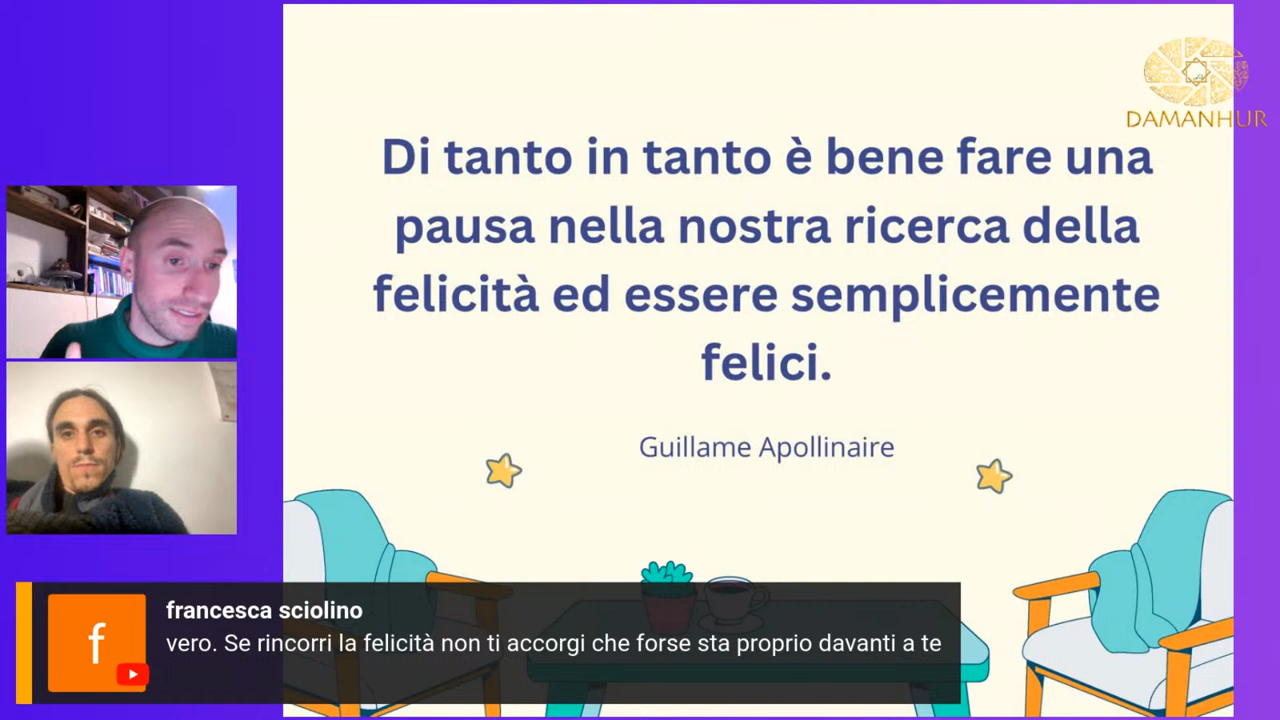 DAMANHUR
Di tanto in tanto è bene fare una
pausa nella nostra ricerca della
felicità ed essere semplicemente
felici.
Guillame Apollinaire
francesca sciolino
f
vero. Se rincorri la felicità non ti accorgi che forse sta proprio davanti a te